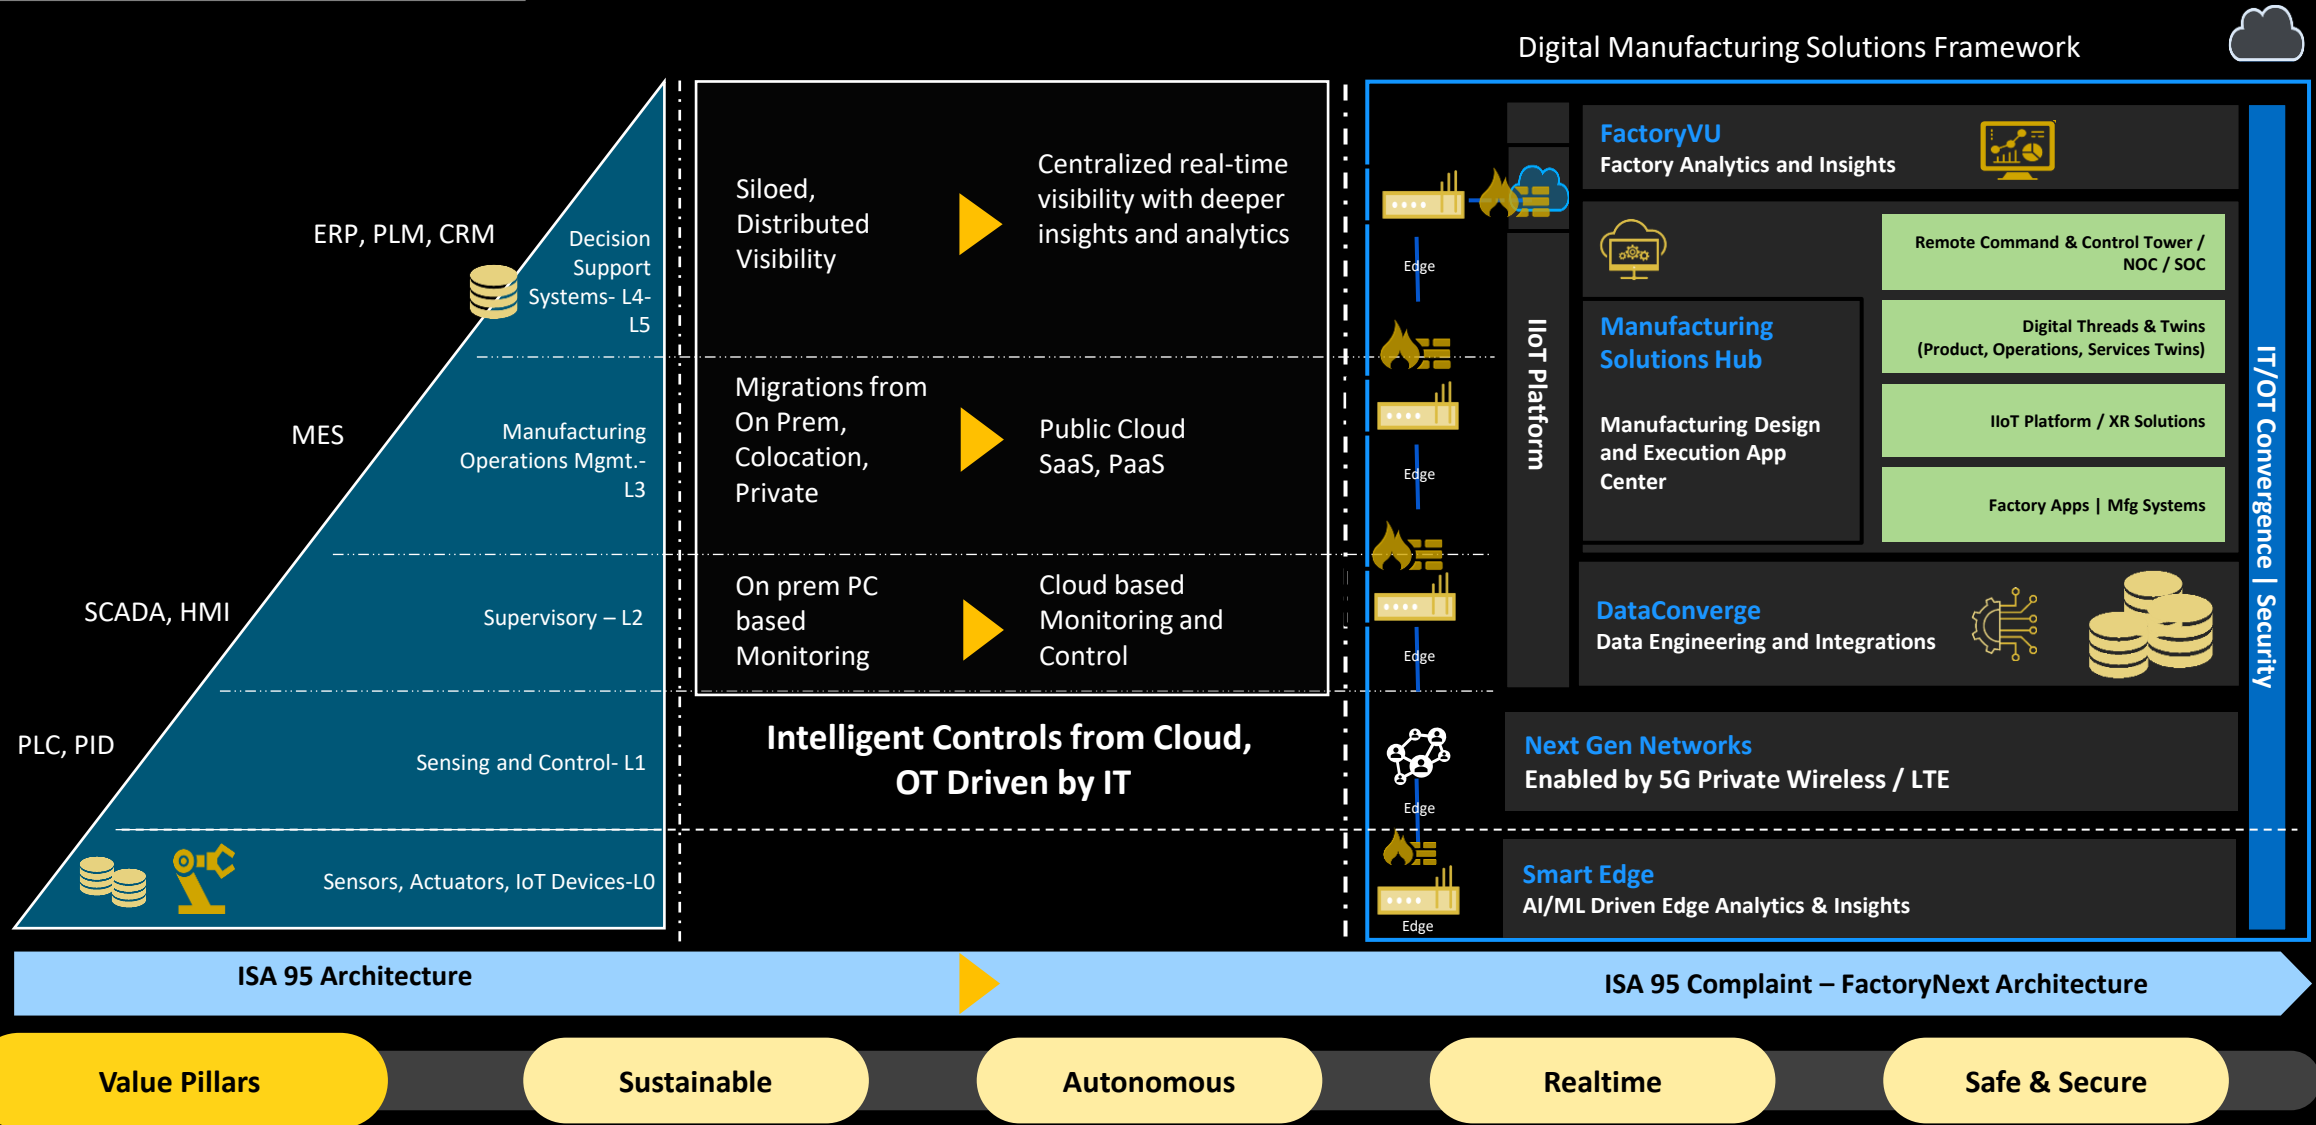 Digital Manufacturing Solutions Framework
ERP, PLM, CRM
Decision
Support
Systems- L4-
L5
MES
Manufacturing
Operations Mgmt.-
L3
SCADA, HMI
Supervisory – L2
PLC, PID
Sensing and Control- L1
Sensors, Actuators, IoT Devices-L0
Siloed,
Distributed
Visibility
Centralized real-time
visibility with deeper
insights and analytics
Migrations from
On Prem,
Colocation,
Private
Public Cloud
SaaS, PaaS
On prem PC
based
Monitoring
Cloud based
Monitoring and
Control
Intelligent Controls from Cloud,
OT Driven by IT
Edge
Edge
Edge
Edge
Edge
IIoT Platform
FactoryVU
Factory Analytics and Insights
Manufacturing
Solutions Hub
Manufacturing Design
and Execution App
Center
Remote Command & Control Tower /
NOC / SOC
Digital Threads & Twins
(Product, Operations, Services Twins)
IIoT Platform / XR Solutions
Factory Apps | Mfg Systems
DataConverge
Data Engineering and Integrations
Next Gen Networks
Enabled by 5G Private Wireless / LTE
Smart Edge
AI/ML Driven Edge Analytics & Insights
IT/OT Convergence | Security
ISA 95 Architecture
ISA 95 Complaint – FactoryNext Architecture
Value Pillars
Sustainable
Autonomous
Realtime
Safe & Secure